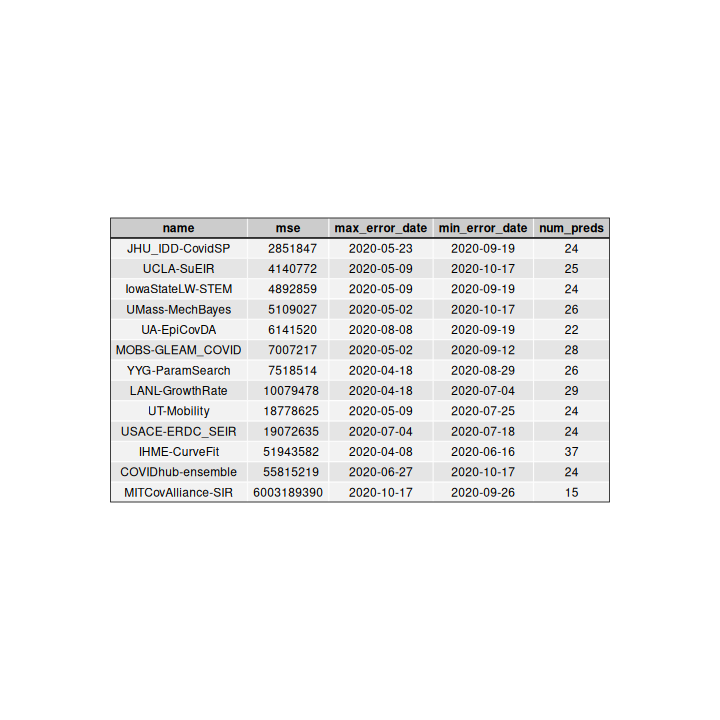 name mse max_error_date min_error_date num_preds
JHU_IDD-CovidSP 2851847 2020-05-23 2020-09-19 24
UCLA-SuEIR 4140772 2020-05-09 2020-10-17 25
IowaStateLW-STEM 4892859 2020-05-09 2020-09-19 24
UMass-MechBayes 5109027 2020-05-02 2020-10-17 26
UA-EpiCovDA 6141520 2020-08-08 2020-09-19 22
MOBS-GLEAM_COVID 7007217 2020-05-02 2020-09-12 28
YYG-ParamSearch 7518514 2020-04-18 2020-08-29 26
LANL-GrowthRate 10079478 2020-04-18 2020-07-04 29
UT-Mobility 18778625 2020-05-09 2020-07-25 24
USACE-ERDC_SEIR 19072635 2020-07-04 2020-07-18 24
IHME-CurveFit 51943582 2020-04-08 2020-06-16 37
COVIDhub-ensemble 55815219 2020-06-27 2020-10-17 24
MITCovAlliance-SIR 6003189390 2020-10-17 2020-09-26 15